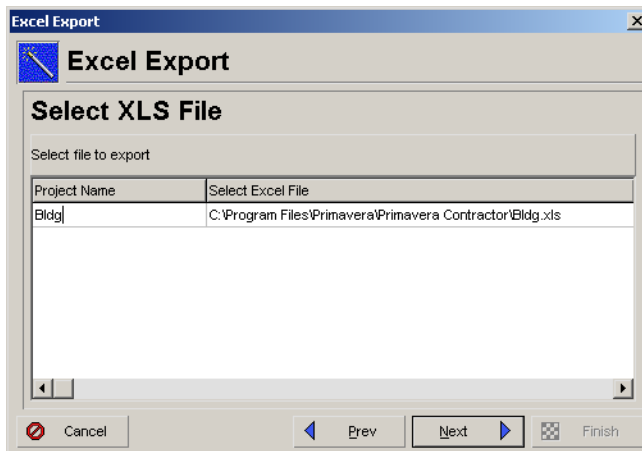 Excel Export
Excel Export
Select XLS File
Select file to export
Project Name Select Excel File
Bldg C:\Program Files\Primavera\Primavera Contractor\Bldg.xls
Cancel Prev Next Finish